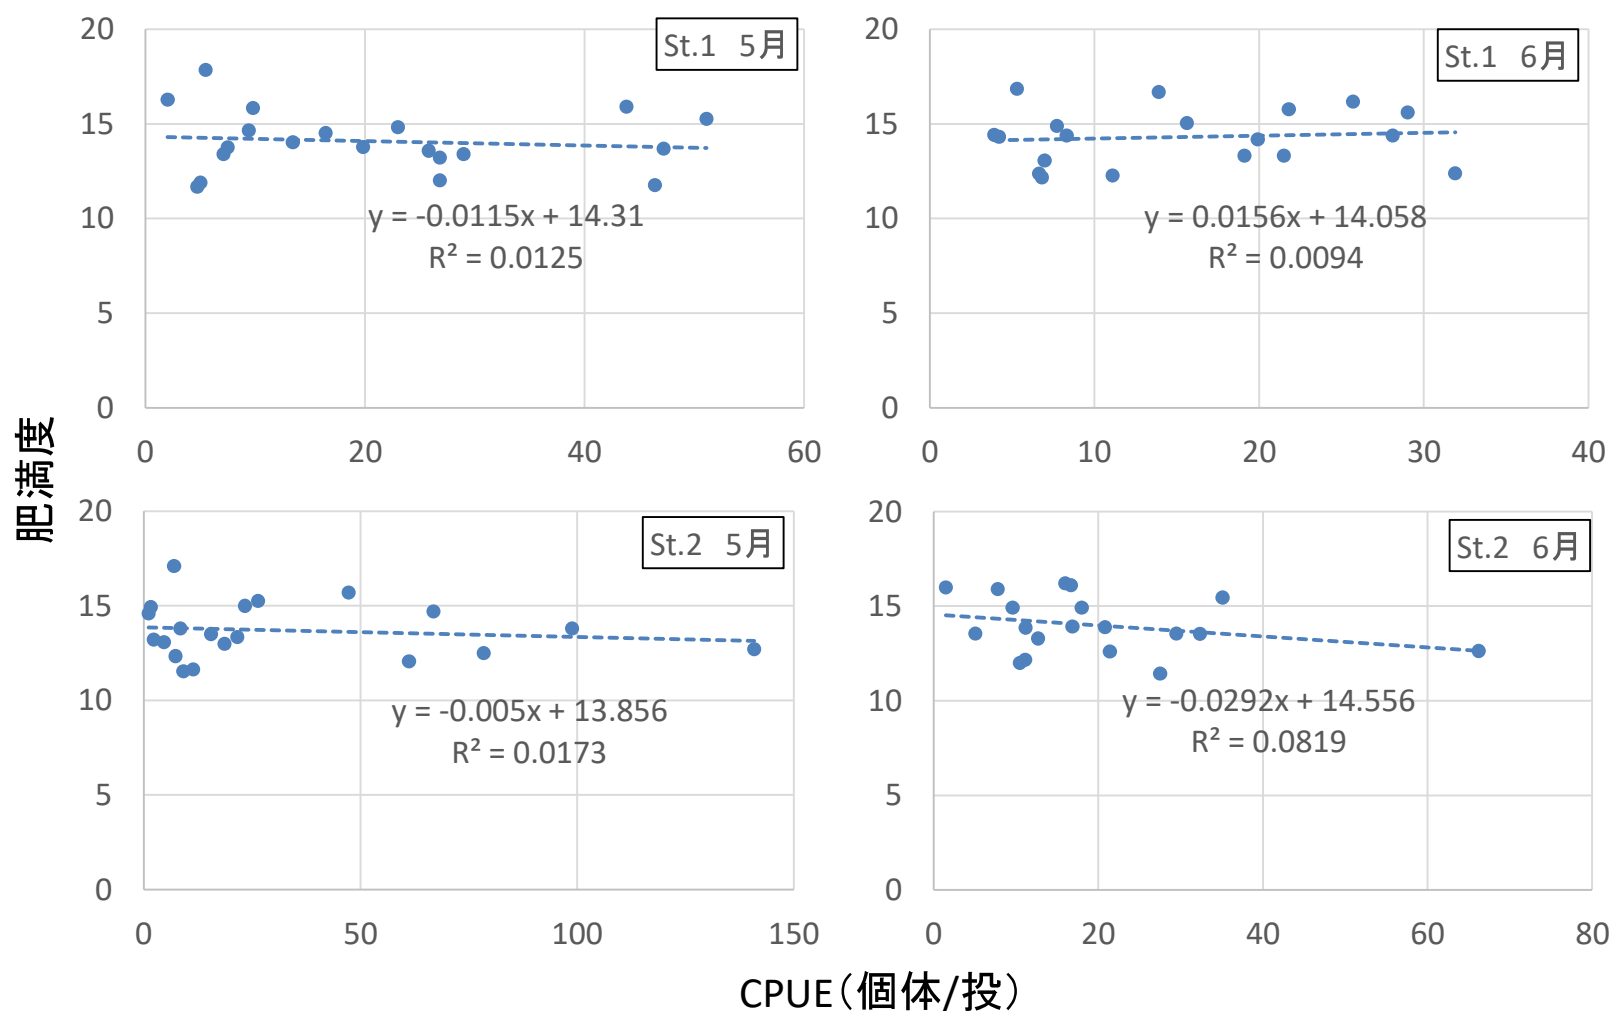 20
15
10
5
0
0 20 40 60
St.1 5月
y = -0.0115x + 14.31
R² = 0.0125
20
15
10
5
0
0 10 20 30 40
St.1 6月
y = 0.0156x + 14.058
R² = 0.0094
肥満度
20
15
10
5
0
0 50 100 150
St.2 5月
y = -0.005x + 13.856
R² = 0.0173
20
15
10
5
0
0 20 40 60 80
St.2 6月
y = -0.0292x + 14.556
R² = 0.0819
CPUE（個体/投）